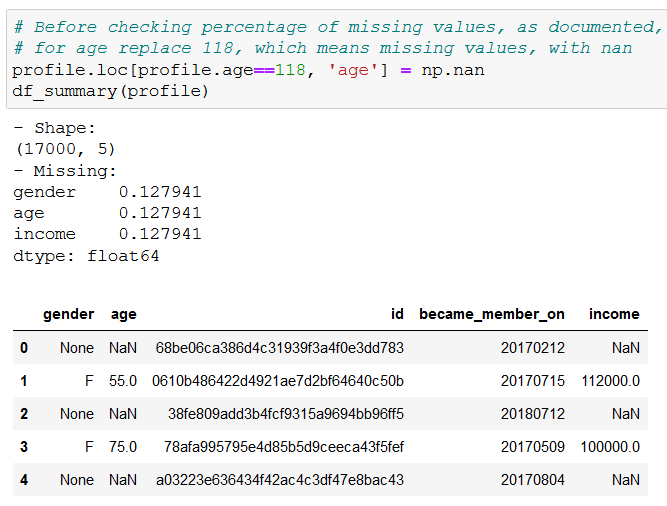 # Before checking percentage of missing values, as documented,
# for age replace 118, which means missing values, with nan
profile.loc[profile.age==118, 'age'] = np.nan
df_summary(profile)
- Shape:
(17000, 5)
- Missing:
gender    0.127941
age       0.127941
income    0.127941
dtype: float64
gender age id became_member_on income
0 None NaN 68be06ca386d4c31939f3a4f0e3dd783 20170212 NaN
1 F 55.0 0610b486422d4921ae7d2bf64640c50b 20170715 112000.0
2 None NaN 38fe809add3b4fcf9315a9694bb96ff5 20180712 NaN
3 F 75.0 78afa995795e4d85b5d9ceeca43f5fef 20170509 100000.0
4 None NaN a03223e636434f42ac4c3df47e8bac43 20170804 NaN